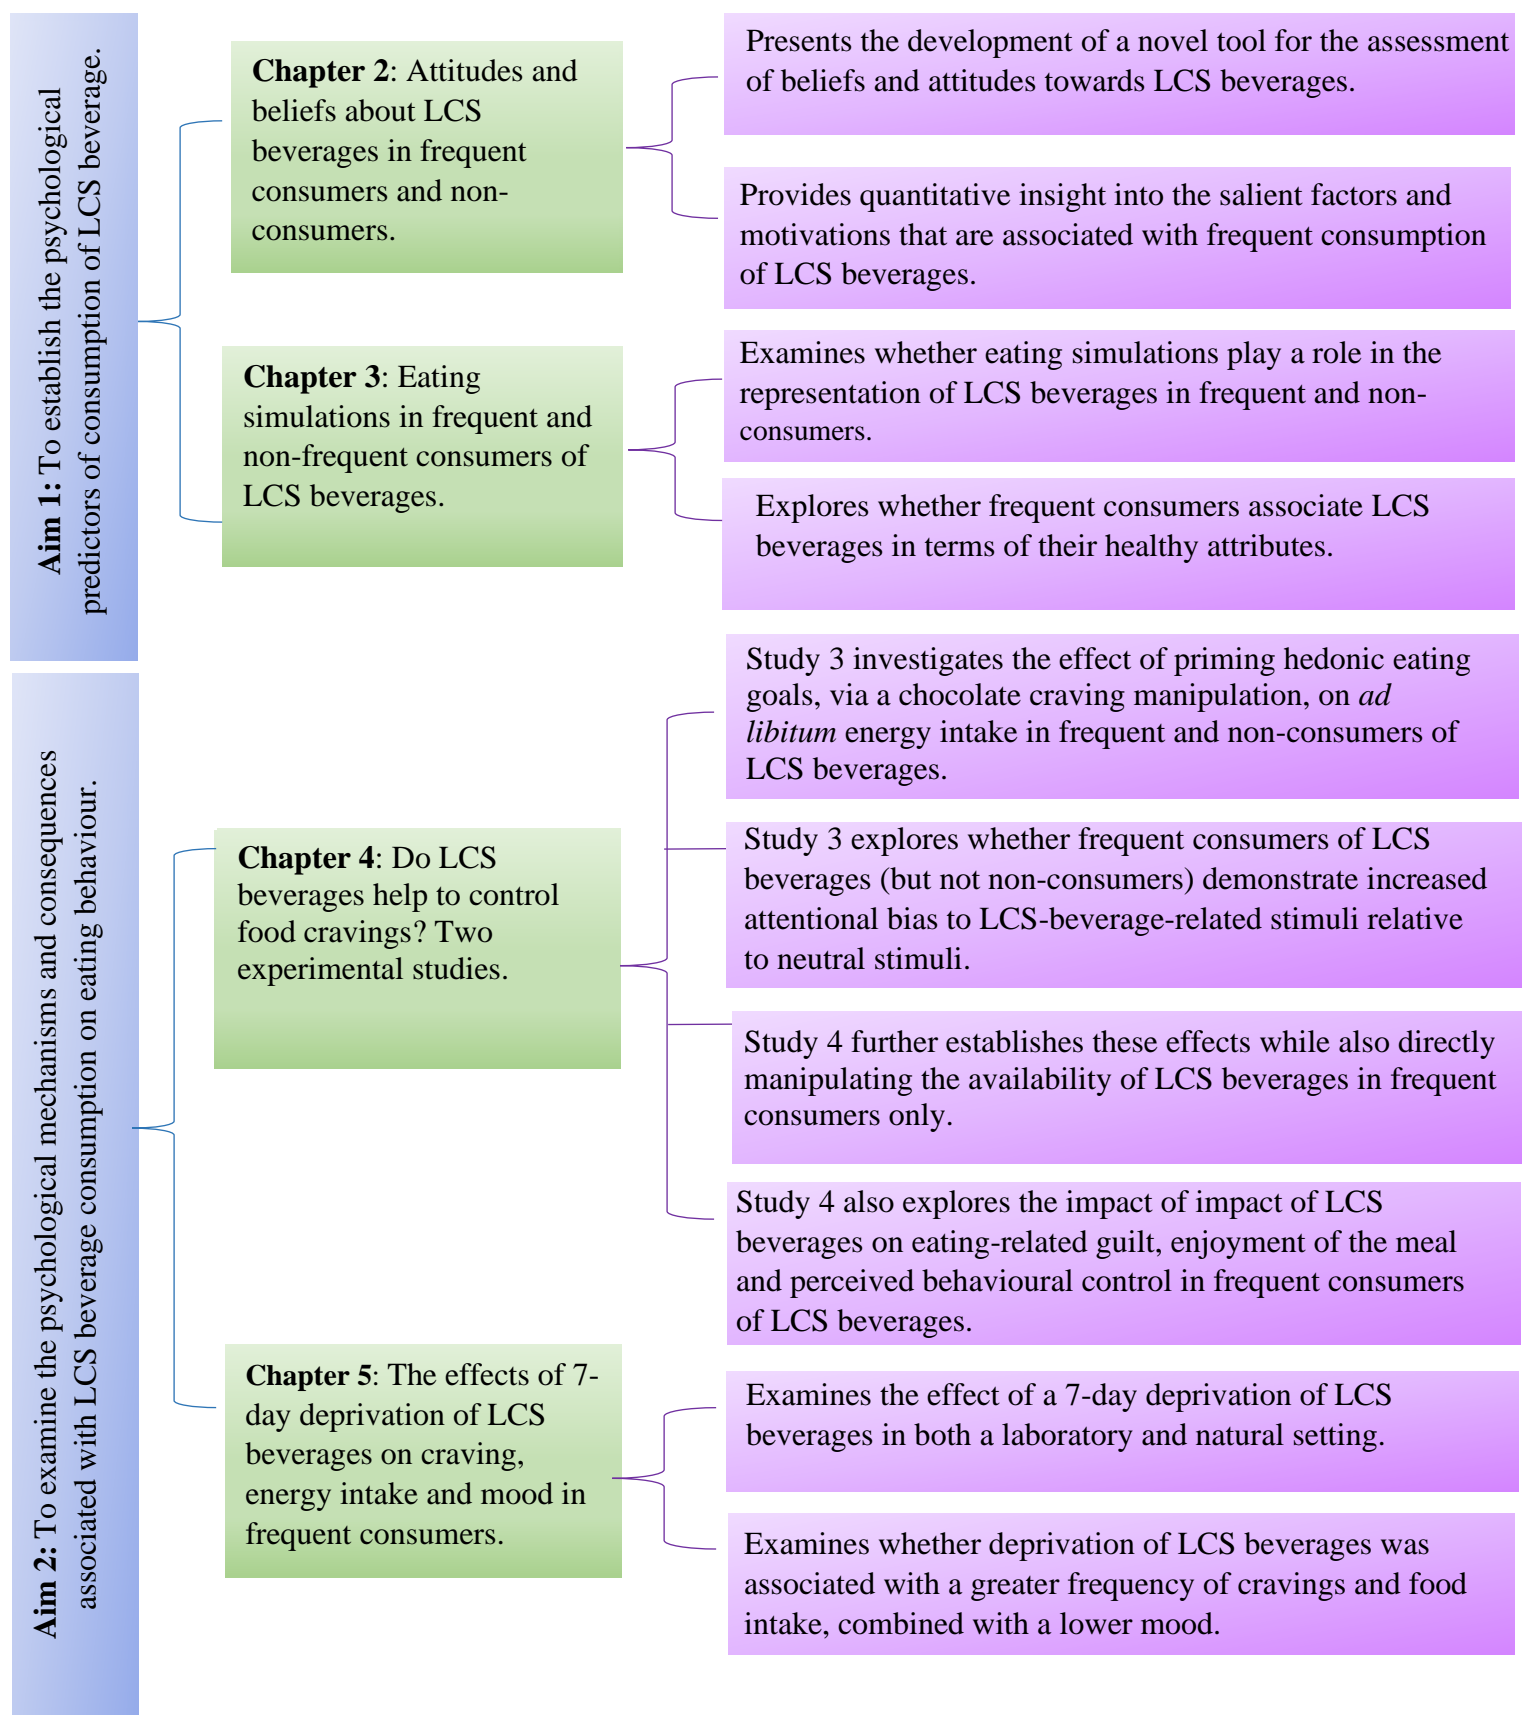 Aim 1: To establish the psychological
predictors of consumption of LCS beverage.
Chapter 2: Attitudes and
beliefs about LCS
beverages in frequent
consumers and non-
consumers.
Presents the development of a novel tool for the assessment
of beliefs and attitudes towards LCS beverages.
Provides quantitative insight into the salient factors and
motivations that are associated with frequent consumption
of LCS beverages.
Chapter 3: Eating
simulations in frequent and
non-frequent consumers of
LCS beverages.
Examines whether eating simulations play a role in the
representation of LCS beverages in frequent and non-
consumers.
Explores whether frequent consumers associate LCS
beverages in terms of their healthy attributes.
Aim 2: To examine the psychological mechanisms and consequences
associated with LCS beverage consumption on eating behaviour.
Chapter 4: Do LCS
beverages help to control
food cravings? Two
experimental studies.
Study 3 investigates the effect of priming hedonic eating
goals, via a chocolate craving manipulation, on ad
libitum energy intake in frequent and non-consumers of
LCS beverages.
Study 3 explores whether frequent consumers of LCS
beverages (but not non-consumers) demonstrate increased
attentional bias to LCS-beverage-related stimuli relative
to neutral stimuli.
Study 4 further establishes these effects while also directly
manipulating the availability of LCS beverages in frequent
consumers only.
Study 4 also explores the impact of impact of LCS
beverages on eating-related guilt, enjoyment of the meal
and perceived behavioural control in frequent consumers
of LCS beverages.
Chapter 5: The effects of 7-
day deprivation of LCS
beverages on craving,
energy intake and mood in
frequent consumers.
Examines the effect of a 7-day deprivation of LCS
beverages in both a laboratory and natural setting.
Examines whether deprivation of LCS beverages was
associated with a greater frequency of cravings and food
intake, combined with a lower mood.